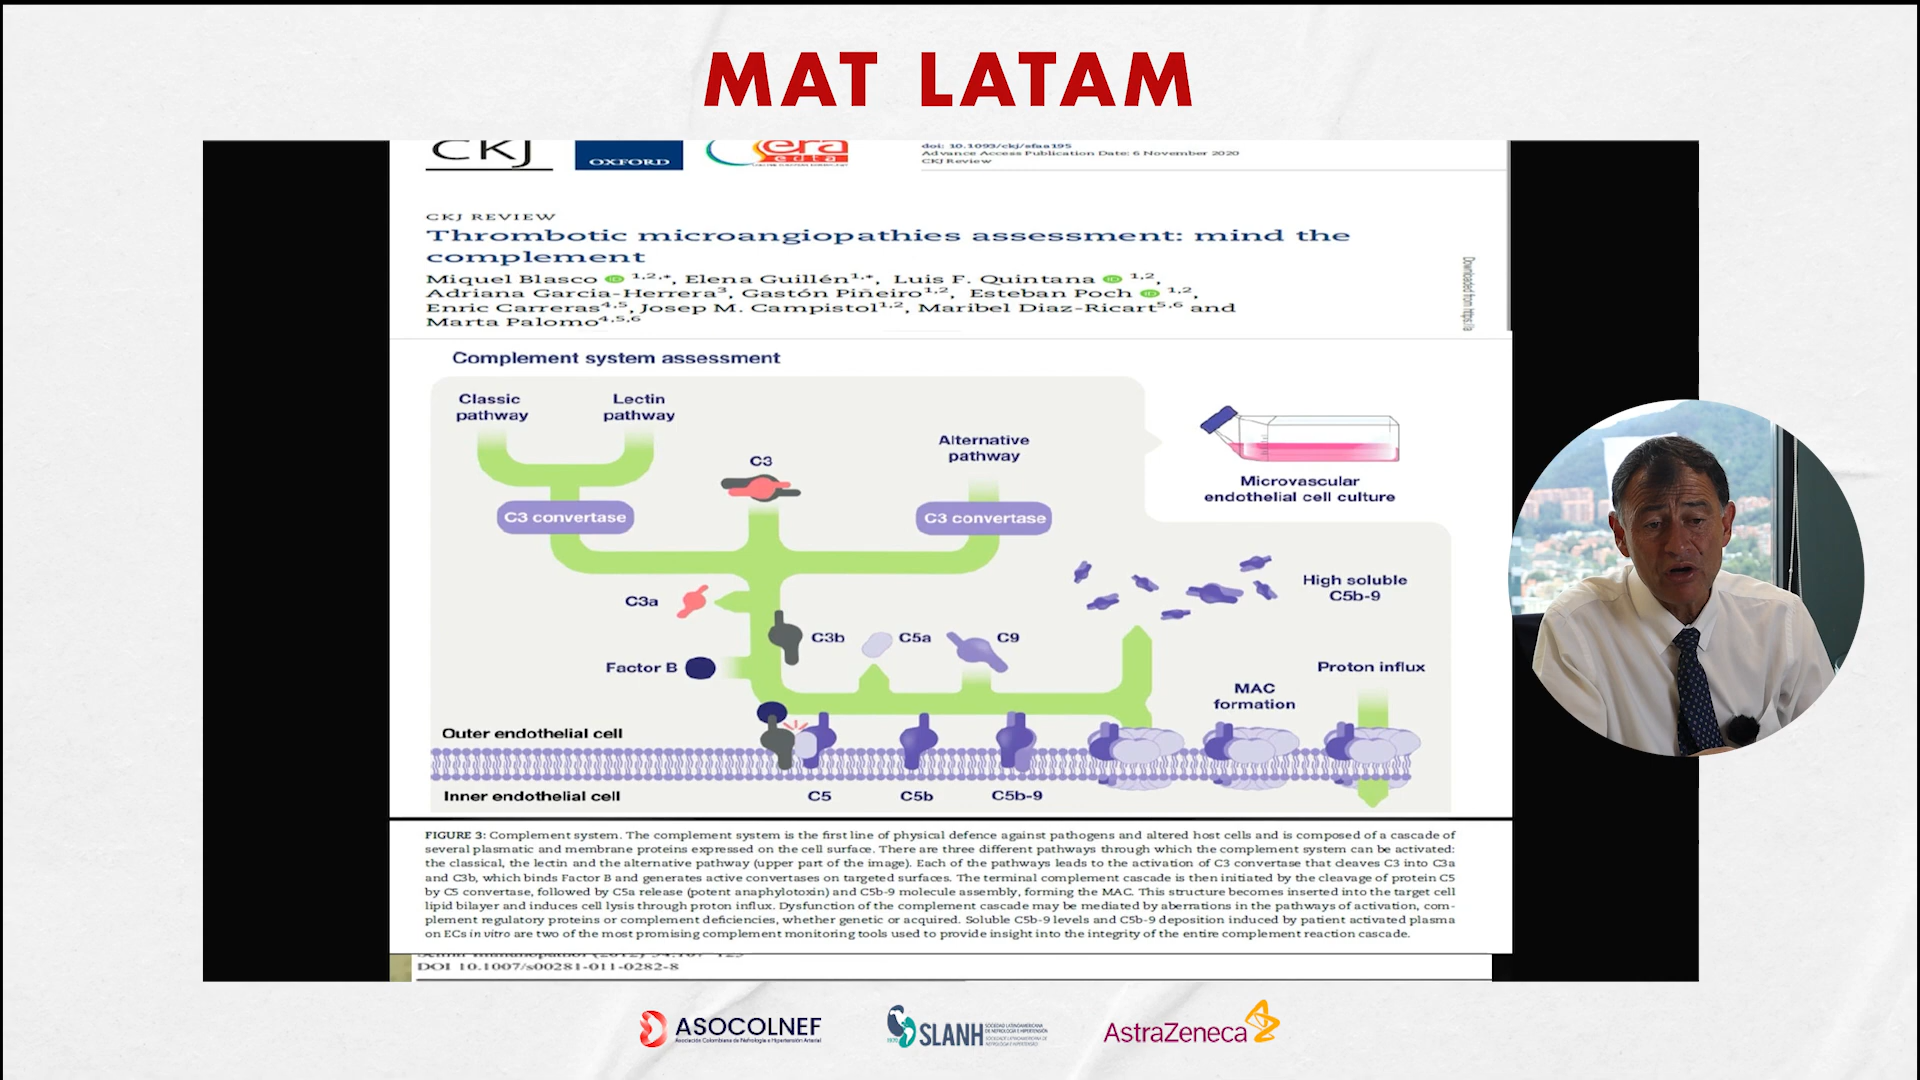 MAT LATAM
CKJ
OXFORD
era
edta
doi: 10.1093/ckj/sfaa195
Advance Access Publication Date: 6 November 2020
CKJ Review
CKJ REVIEW
Thrombotic microangiopathies assessment: mind the
complement
Miquel Blasco 1,2,*, Elena Guillén1,*, Luis F. Quintana 1,2,
Adriana Garcia-Herrera3, Gastón Piñeiro1,2, Esteban Poch 1,2,
Enric Carreras4,5, Josep M. Campistol1,2, Maribel Diaz-Ricart5,6 and
Marta Palomo4,5,6
Downloaded from https://a
Complement system assessment
Classic
pathway
Lectin
pathway
C3
Alternative
pathway
Microvascular
endothelial cell culture
C3 convertase
C3 convertase
High soluble
C5b-9
C3a
C3b
C5a
C9
Factor B
Proton influx
MAC
formation
Outer endothelial cell
Inner endothelial cell
C5
C5b
C5b-9
FIGURE 3: Complement system. The complement system is the first line of physical defence against pathogens and altered host cells and is composed of a cascade of
several plasmatic and membrane proteins expressed on the cell surface. There are three different pathways through which the complement system can be activated:
the classical, the lectin and the alternative pathway (upper part of the image). Each of the pathways leads to the activation of C3 convertase that cleaves C3 into C3a
and C3b, which binds Factor B and generates active convertases on targeted surfaces. The terminal complement cascade is then initiated by the cleavage of protein C5
by C5 convertase, followed by C5a release (potent anaphylotoxin) and C5b-9 molecule assembly, forming the MAC. This structure becomes inserted into the target cell
lipid bilayer and induces cell lysis through proton influx. Dysfunction of the complement cascade may be mediated by aberrations in the pathways of activation, com-
plement regulatory proteins or complement deficiencies, whether genetic or acquired. Soluble C5b-9 levels and C5b-9 deposition induced by patient activated plasma
on ECs in vitro are two of the most promising complement monitoring tools used to provide insight into the integrity of the entire complement reaction cascade.
DOI 10.1007/s00281-011-0282-8
ASOCOLNEF
Asociación Colombiana de Nefrología e Hipertensión Arterial
SLANH
SOCIEDAD LATINOAMERICANA
DE NEFROLOGÍA E HIPERTENSIÓN
AstraZeneca